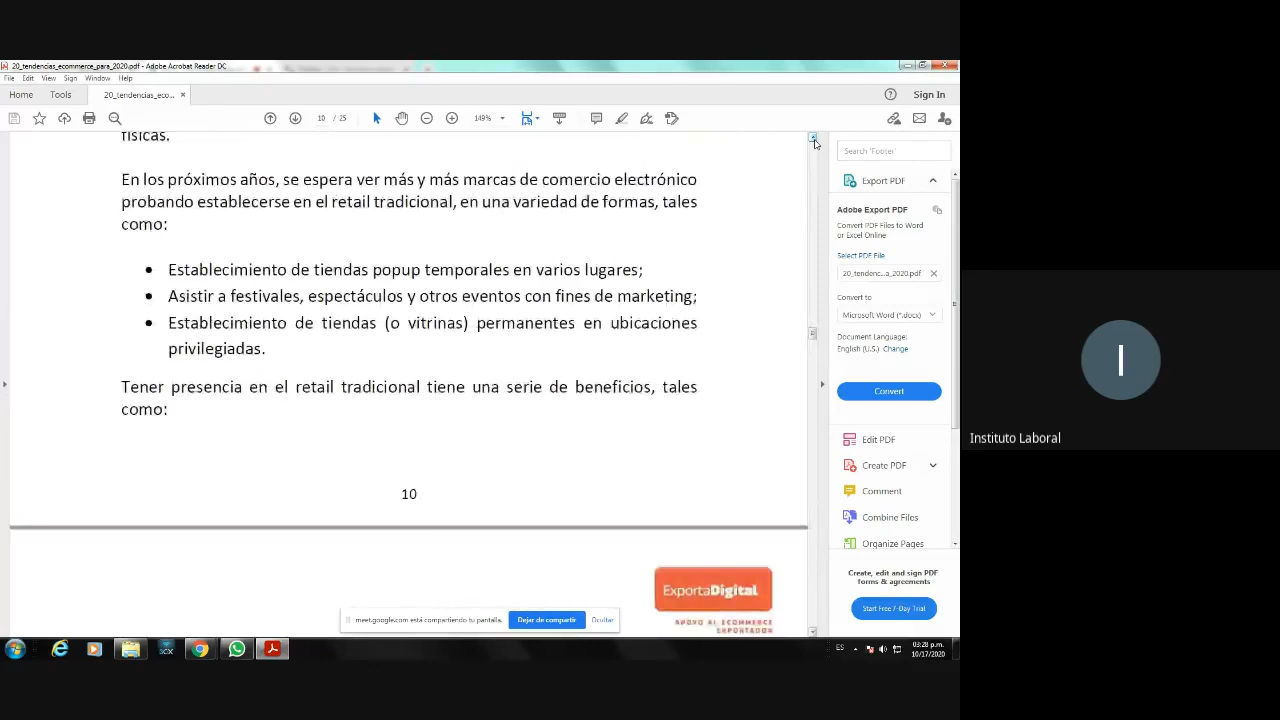 20_tendencias_ecommerce_para_2020.pdf - Adobe Acrobat Reader DC
File Edit View Sign Window Help
Home Tools 20_tendencias_eco... × Sign In
10 / 25 149%
físicas.
En los próximos años, se espera ver más y más marcas de comercio electrónico
probando establecerse en el retail tradicional, en una variedad de formas, tales
como:
• Establecimiento de tiendas popup temporales en varios lugares;
• Asistir a festivales, espectáculos y otros eventos con fines de marketing;
• Establecimiento de tiendas (o vitrinas) permanentes en ubicaciones
privilegiadas.
Tener presencia en el retail tradicional tiene una serie de beneficios, tales
como:
10
ExportaDigital
APOYO AL ECOMMERCE
EXPORTADOR
Search 'Footer'
Export PDF
Adobe Export PDF
Convert PDF Files to Word
or Excel Online
Select PDF File
20_tendenc...a_2020.pdf ×
Convert to
Microsoft Word (*.docx)
Document Language:
English (U.S.) Change
Convert
Edit PDF
Create PDF
Comment
Combine Files
Organize Pages
Create, edit and sign PDF
forms & agreements
Start Free 7-Day Trial
meet.google.com está compartiendo tu pantalla. Dejar de compartir Ocultar
3CX
ES
03:28 p.m.
10/17/2020
I
Instituto Laboral